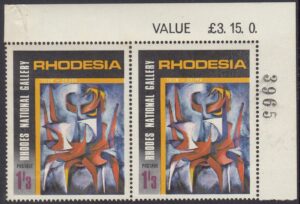 VALUE £3. 15. 0.
RHODESIA
RHODES NATIONAL GALLERY
POSTAGE
1'3
RHODESIA
RHODES NATIONAL GALLERY
POSTAGE
1'3
3965